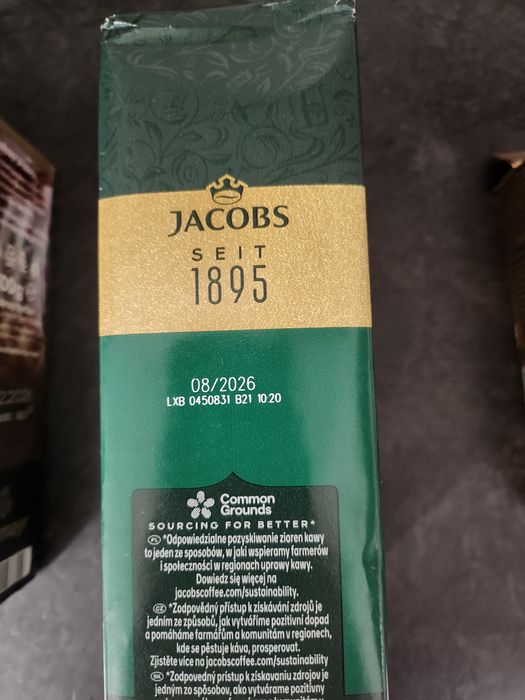 JACOBS
SEIT
1895
08/2026
LXB 0450831 B21 10:20
Common
Grounds
SOURCING FOR BETTER*
PL *Odpowiedzialne pozyskiwanie ziaren kawy
to jeden ze sposobów, w jaki wspieramy farmerów
i społeczności w regionach uprawy kawy.
Dowiedz się więcej na
jacobscoffee.com/sustainability.
CZ *Zodpovědný přístup k získávání zdrojů je
jedním ze způsobů, jak vytváříme pozitivní dopad
a pomáháme farmářům a komunitám v regionech,
kde se pěstuje káva, prosperovat.
Zjistěte více na jacobscoffee.com/sustainability
SK *Zodpovedný prístup k získavaniu zdrojov je
jedným zo spôsobov, ako vytvárame pozitívny